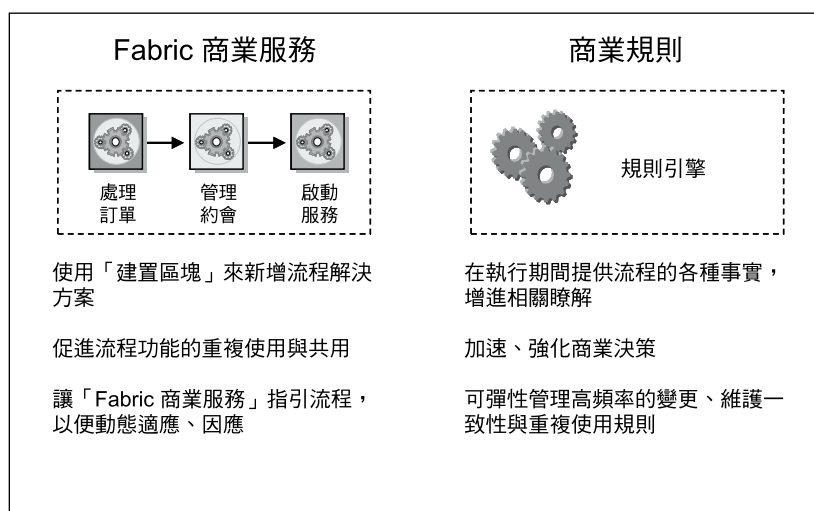 Fabric 商業服務
處理
訂單
管理
約會
啟動
服務
使用「建置區塊」來新增流程解決
方案
促進流程功能的重複使用與共用
讓「Fabric 商業服務」指引流程，
以便動態適應、因應
商業規則
規則引擎
在執行期間提供流程的各種事實，
增進相關瞭解
加速、強化商業決策
可彈性管理高頻率的變更、維護一
致性與重複使用規則